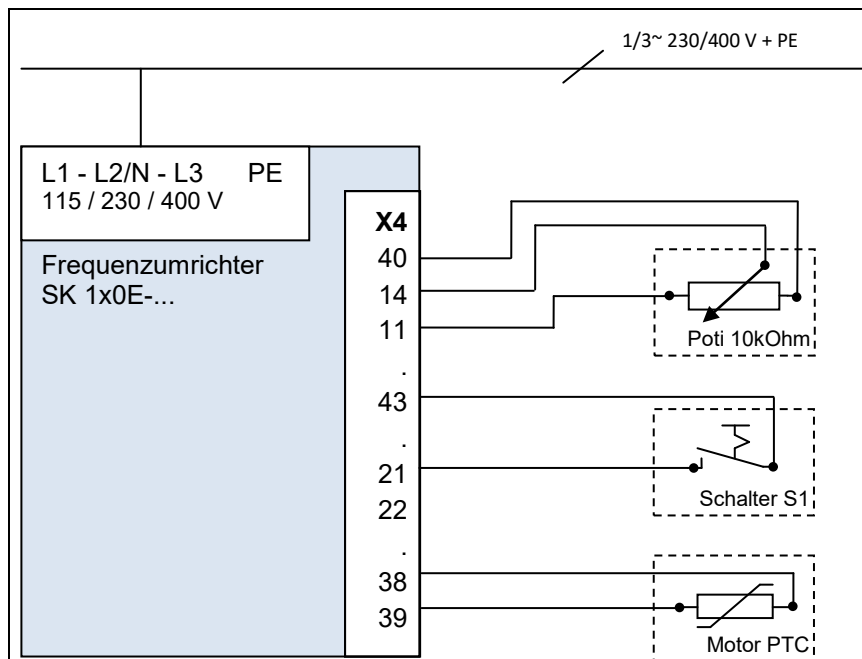 1/3~ 230/400 V + PE
L1 - L2/N - L3 PE
115 / 230 / 400 V
Frequenzumrichter
SK 1x0E-...
X4
40
14
11
.
43
.
21
22
.
38
39
Poti 10kOhm
Schalter S1
Motor PTC